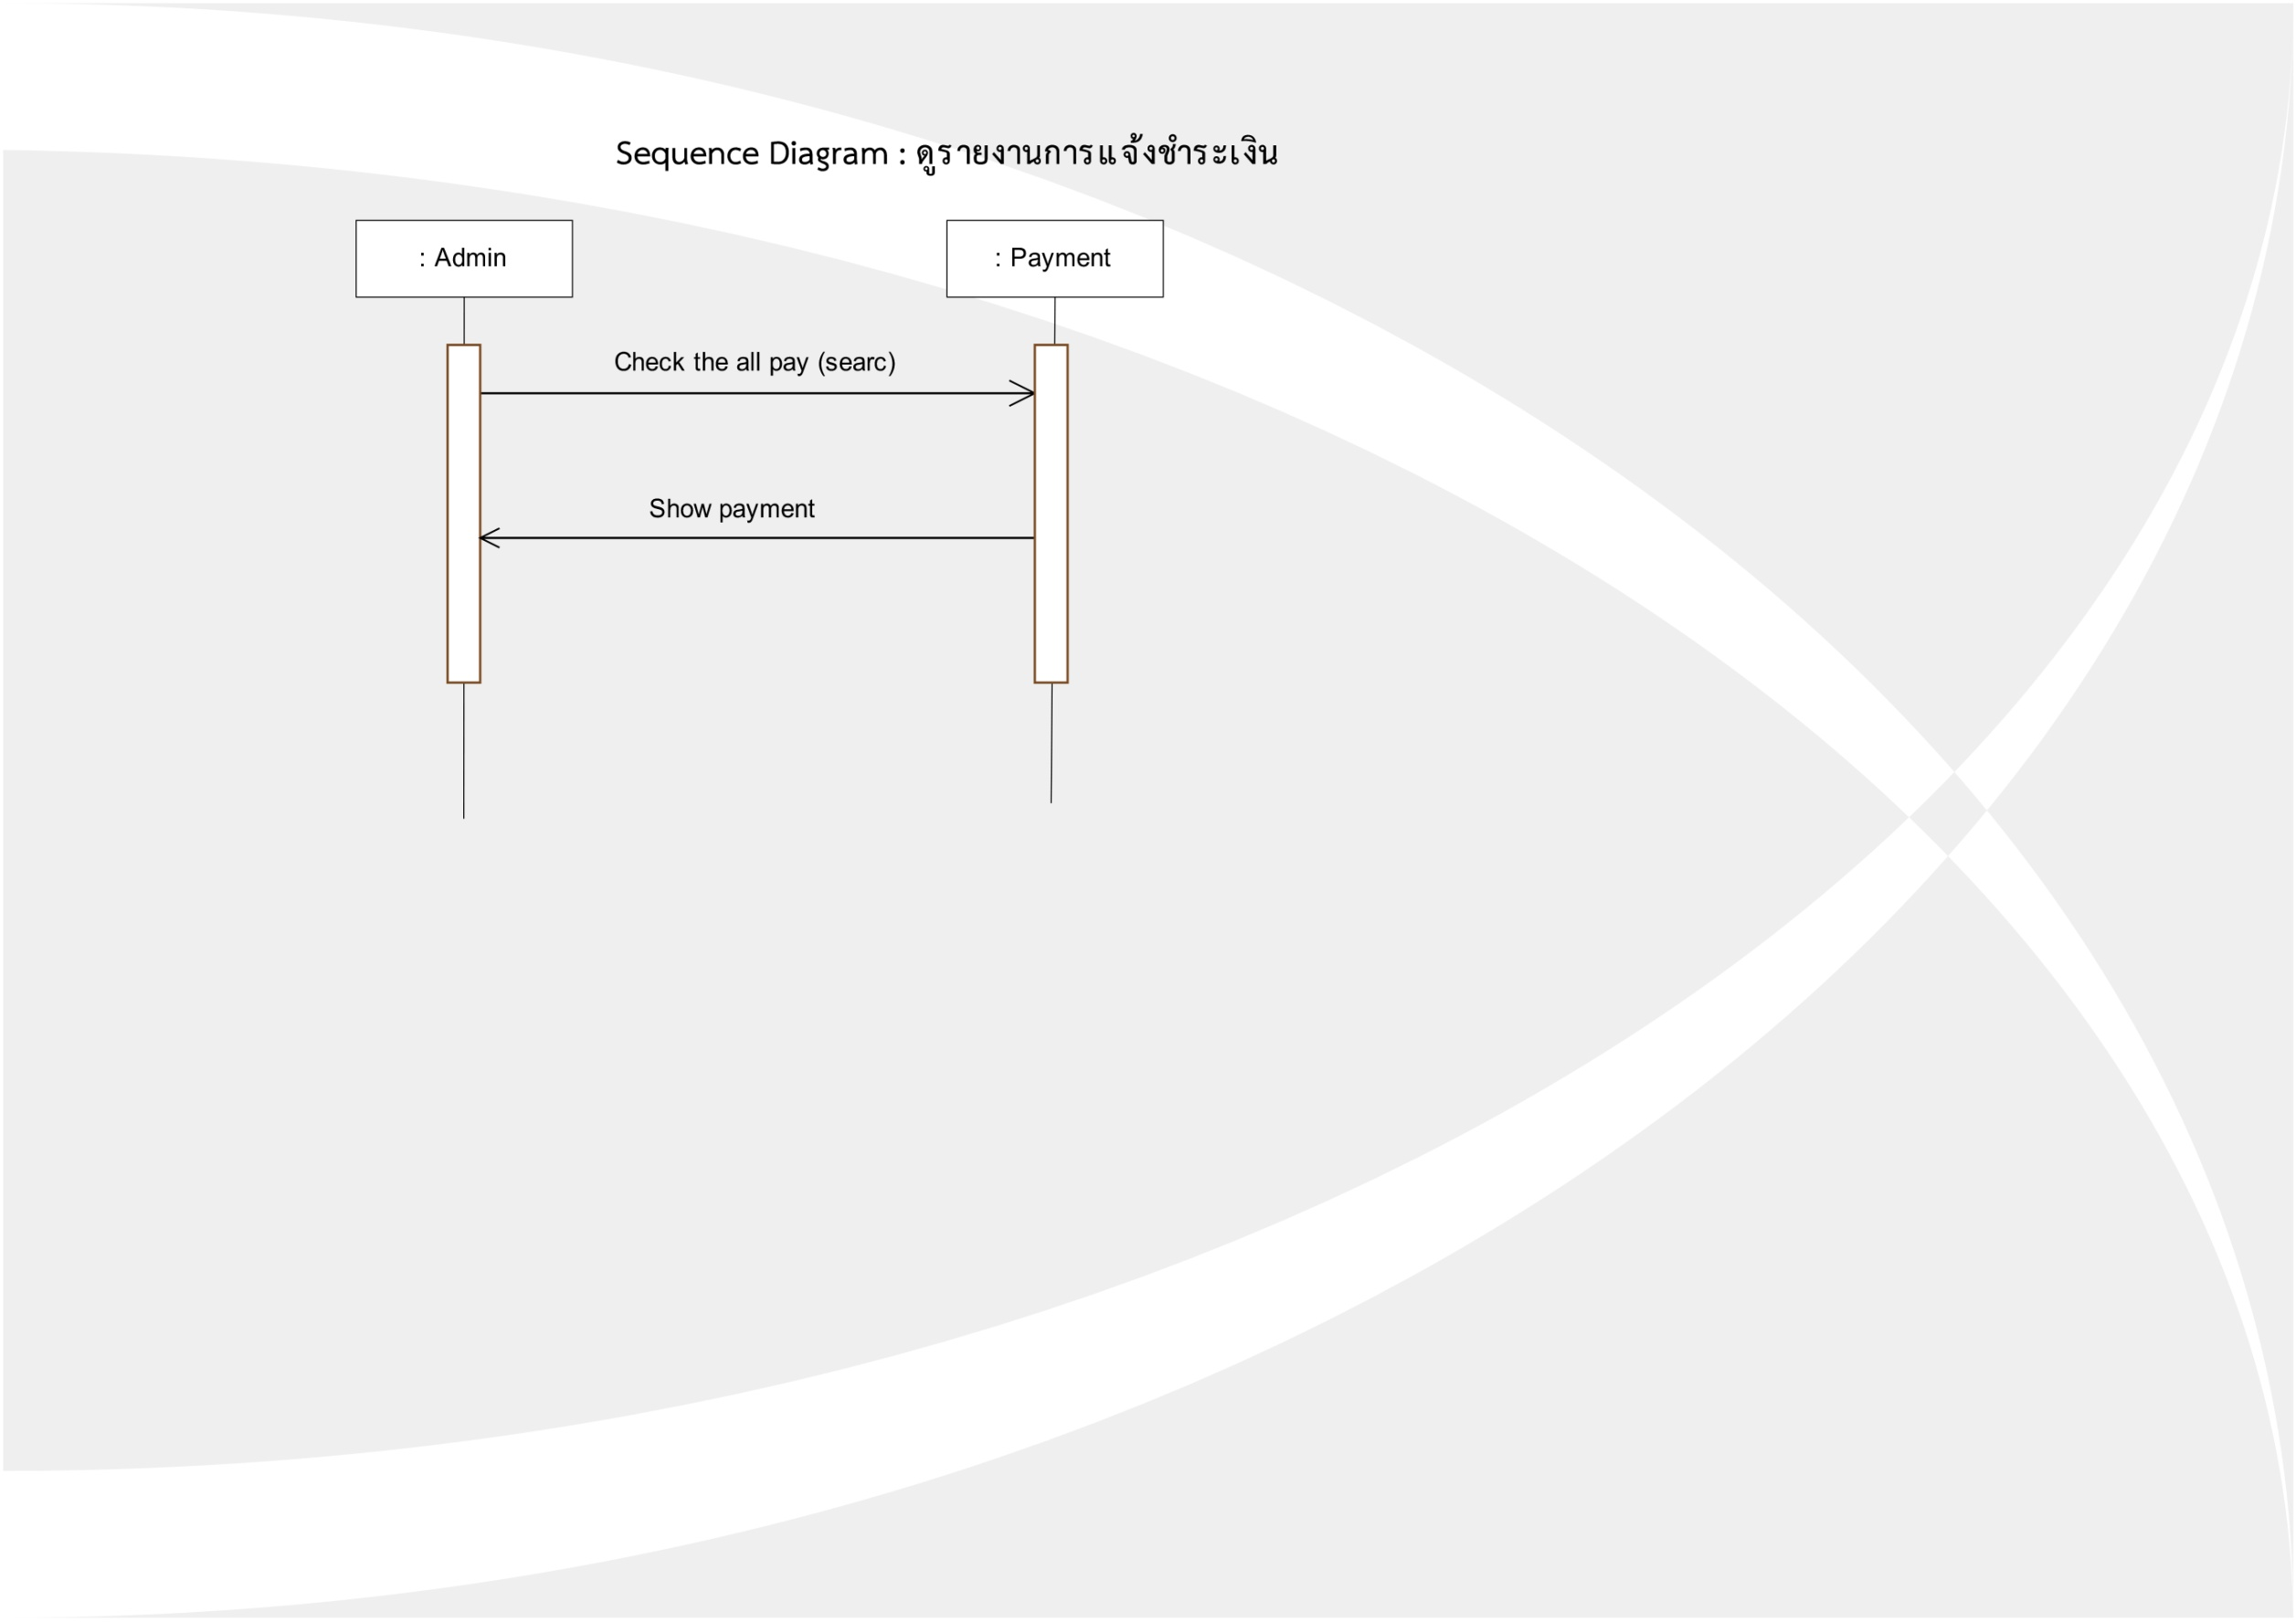 Sequence Diagram : ดูรายงานการแจ้งชำระเงิน
: Admin
: Payment
Check the all pay (searc)
Show payment